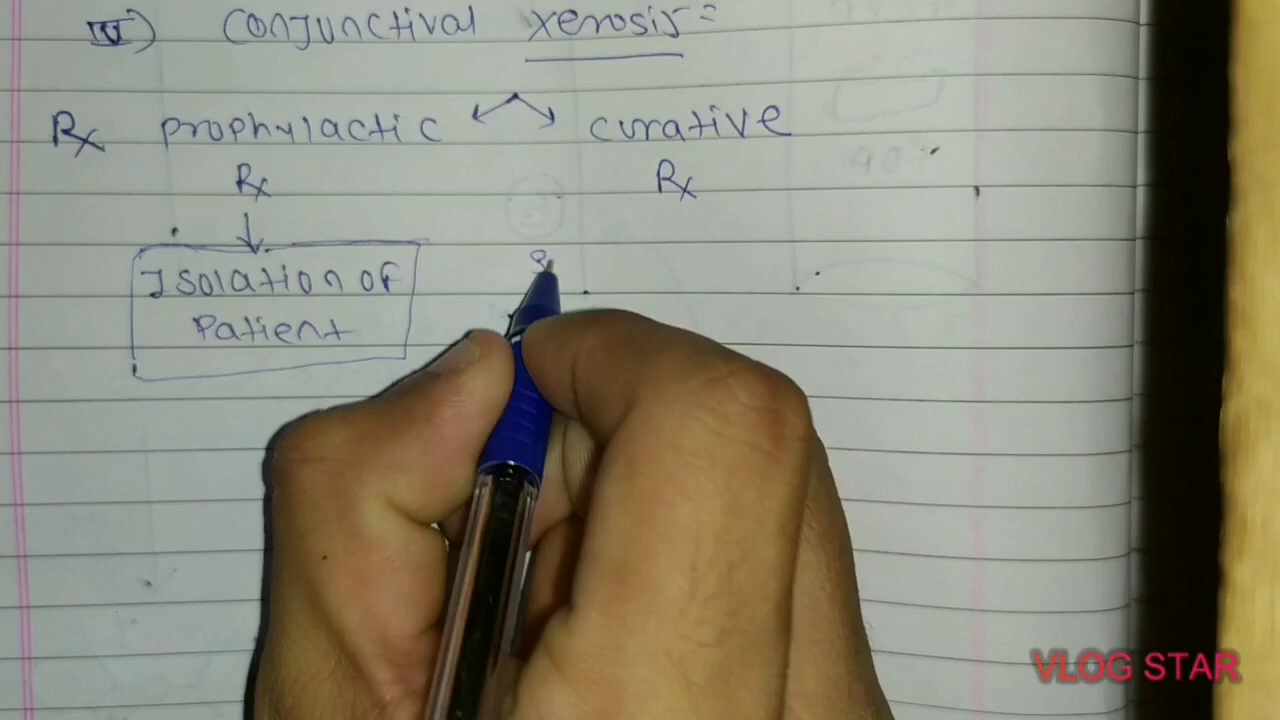 IV) Conjunctival xerosis =
Rx prophylactic curative
Rx Rx
Isolation of
Patient
VLOG STAR